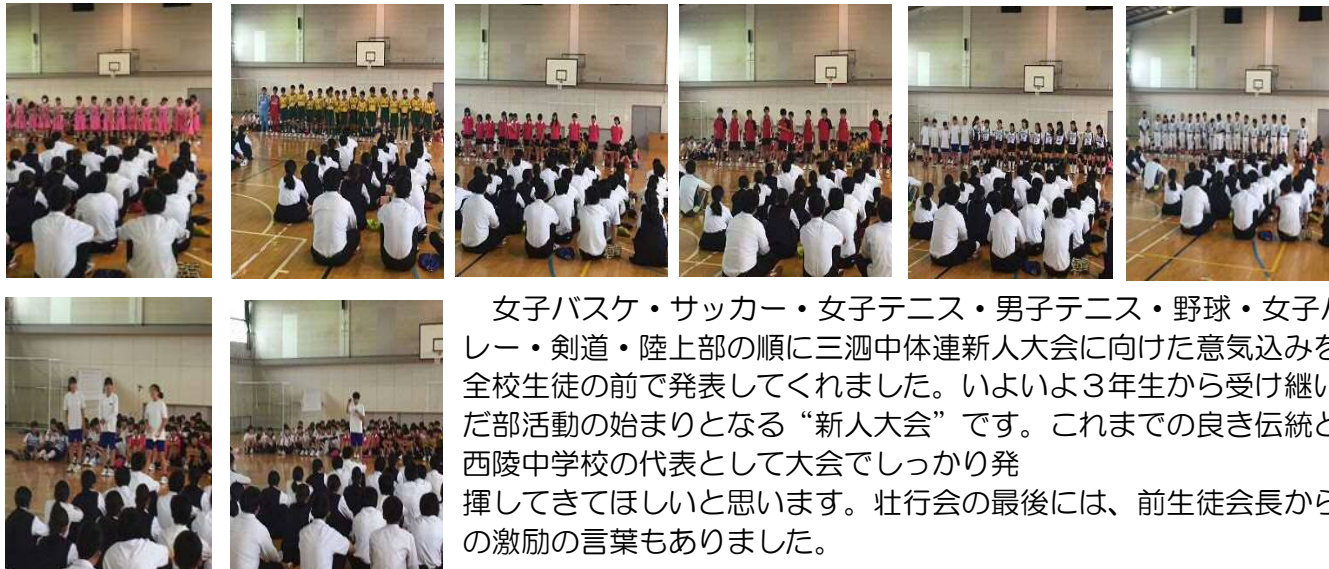 女子バスケ・サッカー・女子テニス・男子テニス・野球・女子バ
レー・剣道・陸上部の順に三泗中体連新人大会に向けた意気込みを
全校生徒の前で発表してくれました。いよいよ３年生から受け継い
だ部活動の始まりとなる“新人大会”です。これまでの良き伝統と
西陵中学校の代表として大会でしっかり発
揮してきてほしいと思います。壮行会の最後には、前生徒会長から
の激励の言葉もありました。